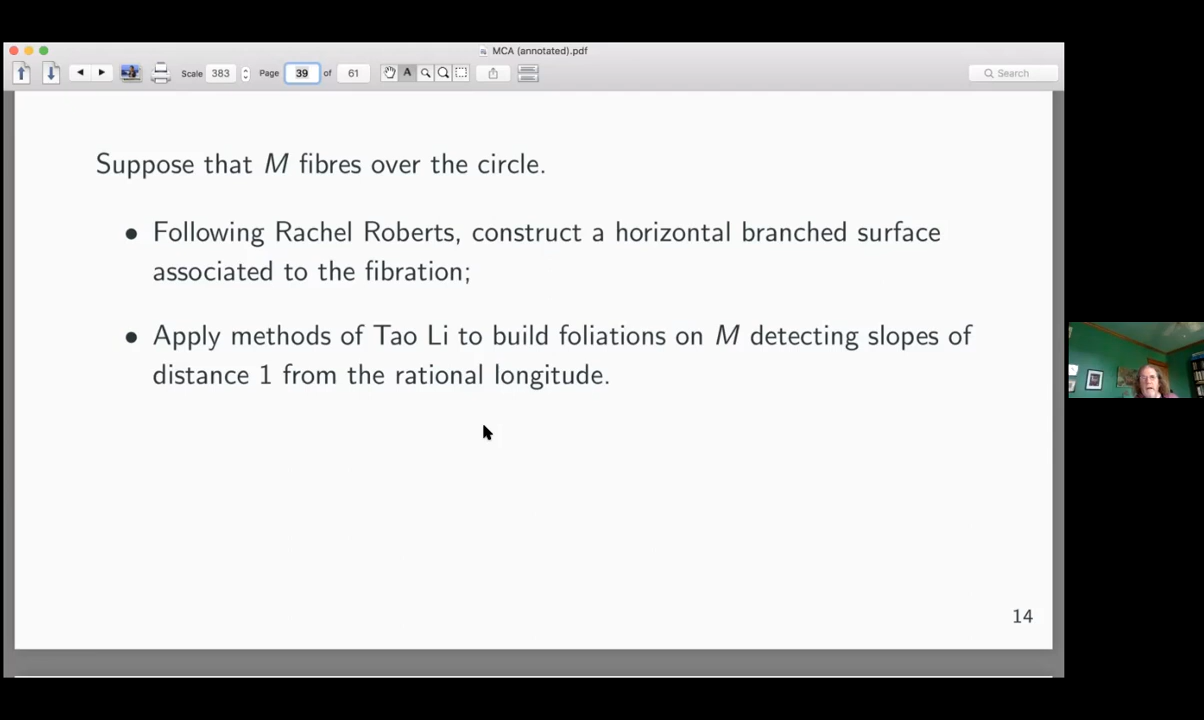 MCA (annotated).pdf
Scale 383 Page 39 of 61 A Search
Suppose that M fibres over the circle.
• Following Rachel Roberts, construct a horizontal branched surface
associated to the fibration;
• Apply methods of Tao Li to build foliations on M detecting slopes of
distance 1 from the rational longitude.
14